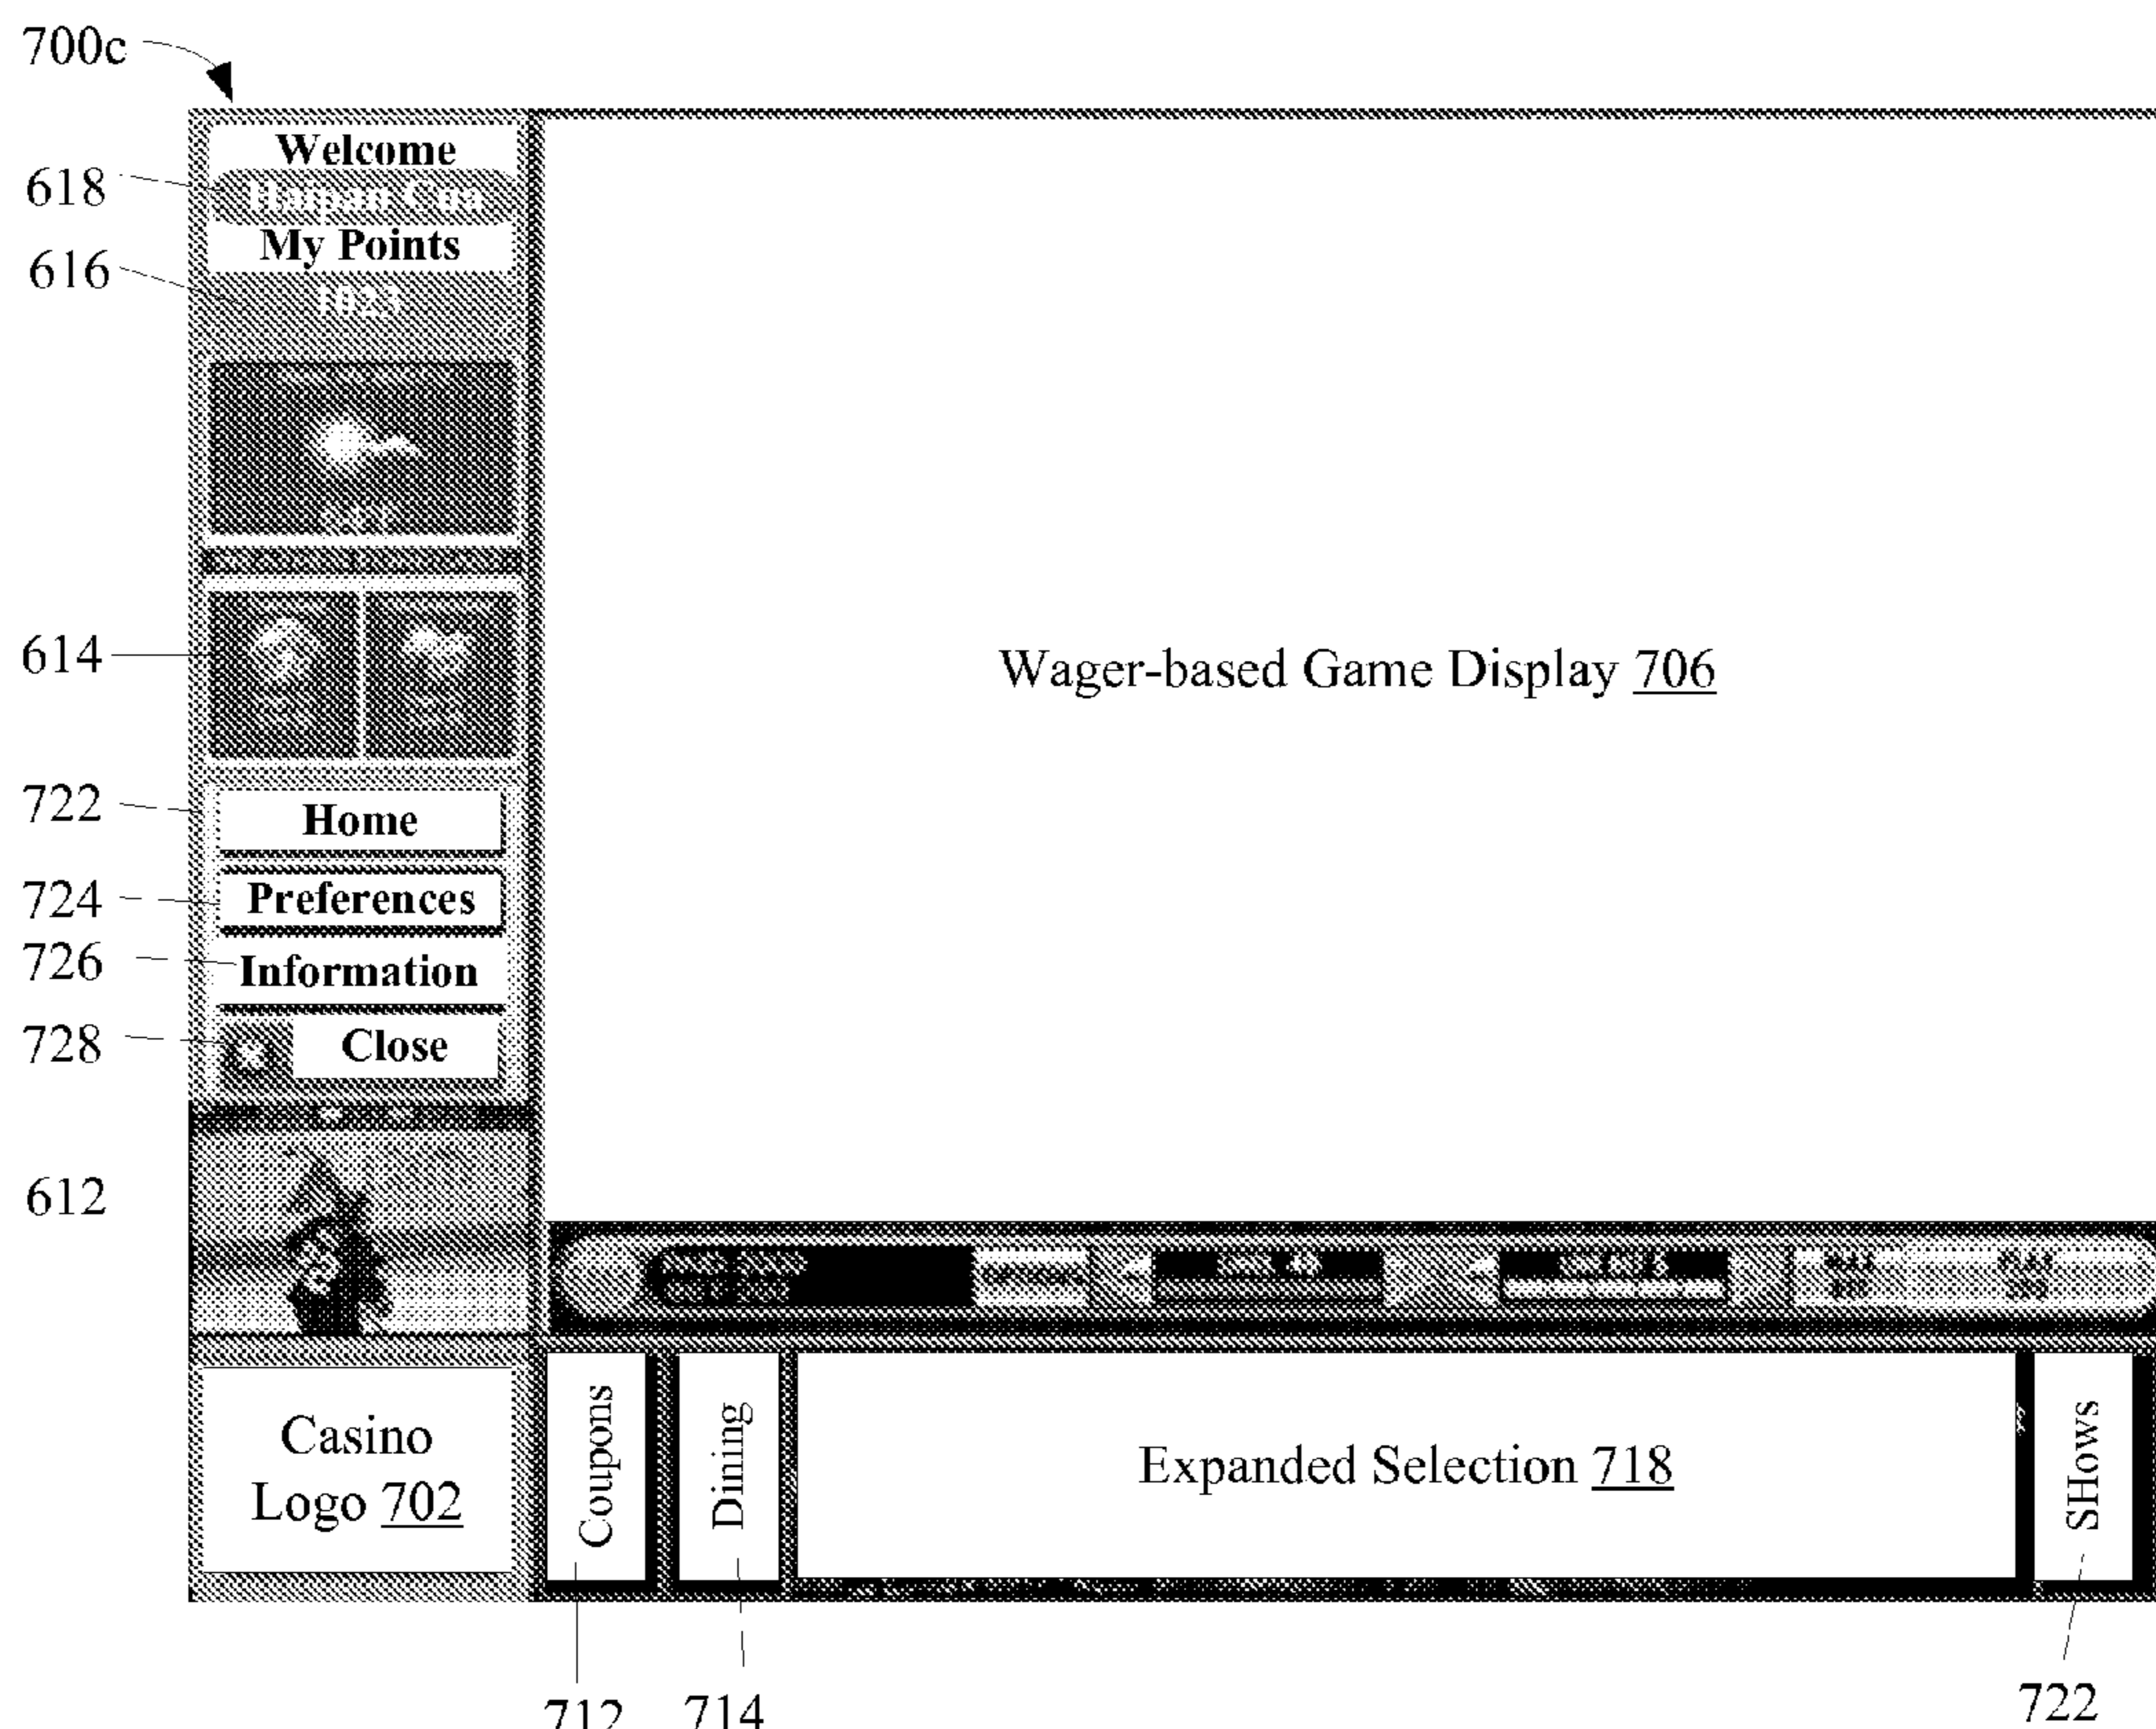 700c
Welcome
618
My Points
616
1023
614
Wager-based Game Display 706
722
Home
724
Preferences
726
Information
728
Close
612
Casino
Logo 702
Coupons
Dining
Expanded Selection 718
SHows
712
714
722